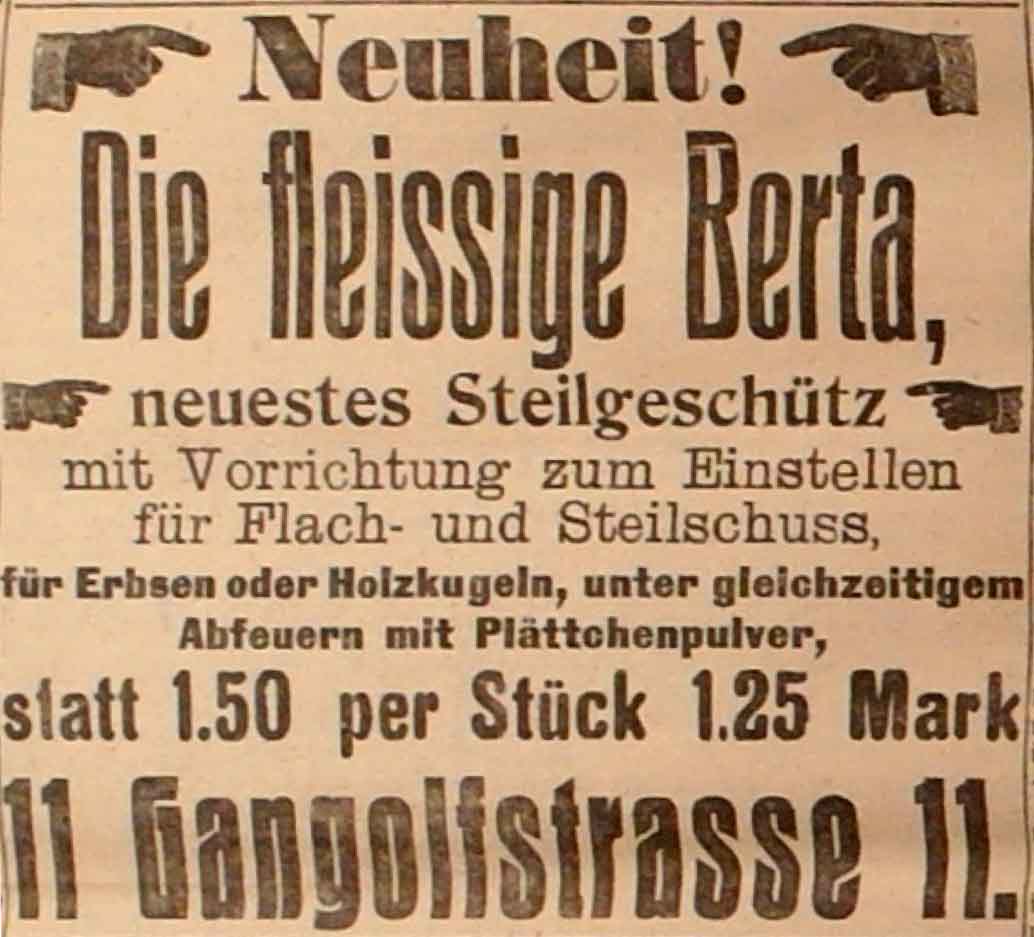 Neuheit!
Die fleissige Berta,
neuestes Steilgeschütz
mit Vorrichtung zum Einstellen
für Flach- und Steilschuss,
für Erbsen oder Holzkugeln, unter gleichzeitigem
Abfeuern mit Plättchenpulver,
statt 1.50 per Stück 1.25 Mark
11 Gangolfstrasse 11.